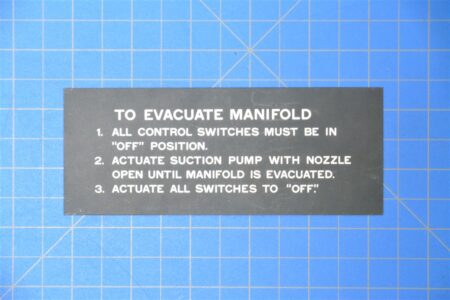 TO EVACUATE MANIFOLD
1. ALL CONTROL SWITCHES MUST BE IN
"OFF" POSITION.
2. ACTUATE SUCTION PUMP WITH NOZZLE
OPEN UNTIL MANIFOLD IS EVACUATED.
3. ACTUATE ALL SWITCHES TO "OFF."